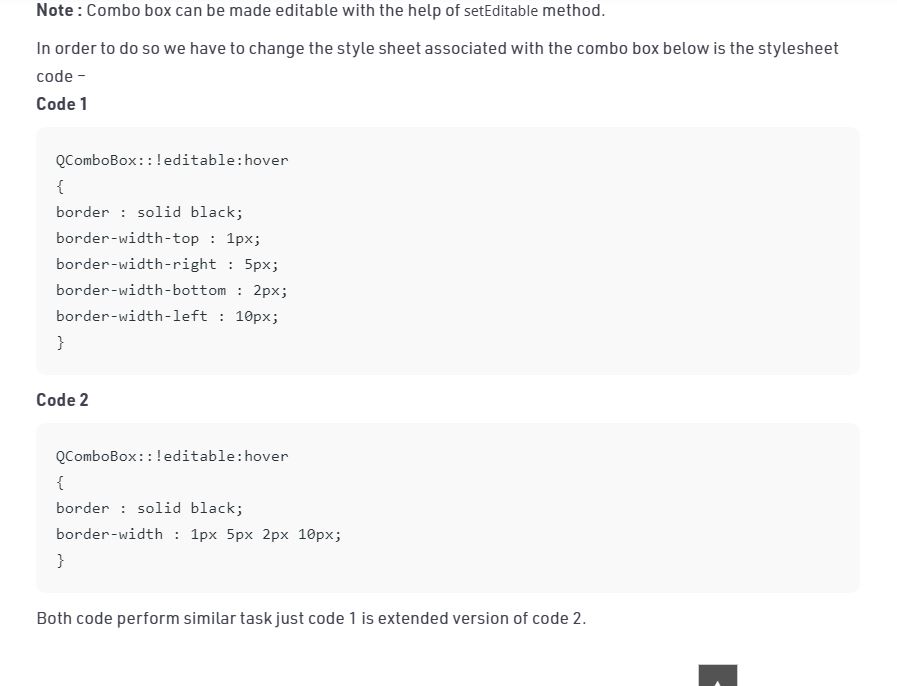 Note : Combo box can be made editable with the help of setEditable method.
In order to do so we have to change the style sheet associated with the combo box below is the stylesheet
code –
Code 1
QComboBox::!editable:hover
{
border : solid black;
border-width-top : 1px;
border-width-right : 5px;
border-width-bottom : 2px;
border-width-left : 10px;
}
Code 2
QComboBox::!editable:hover
{
border : solid black;
border-width : 1px 5px 2px 10px;
}
Both code perform similar task just code 1 is extended version of code 2.